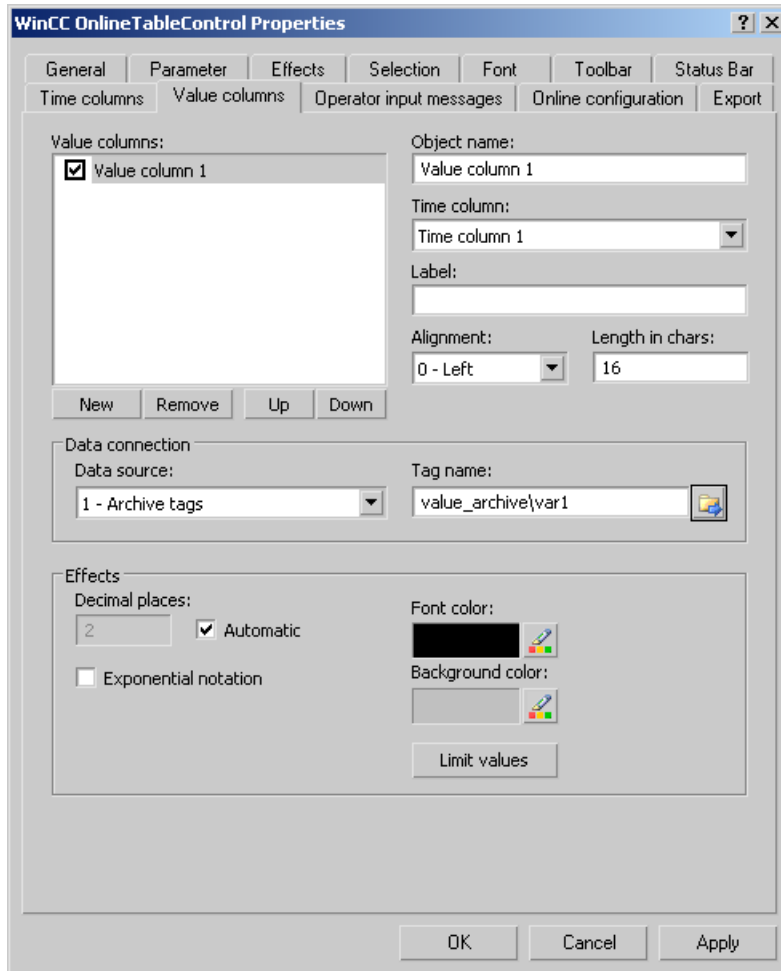 WinCC OnlineTableControl Properties
General Parameter Effects Selection Font Toolbar Status Bar
Time columns Value columns Operator input messages Online configuration Export
Value columns:
Value column 1
New Remove Up Down
Object name:
Value column 1
Time column:
Time column 1
Label:
Alignment: Length in chars:
0 - Left 16
Data connection
Data source: Tag name:
1 - Archive tags value_archive\var1
Effects
Decimal places:
2 Automatic
Exponential notation
Font color:
Background color:
Limit values
OK Cancel Apply